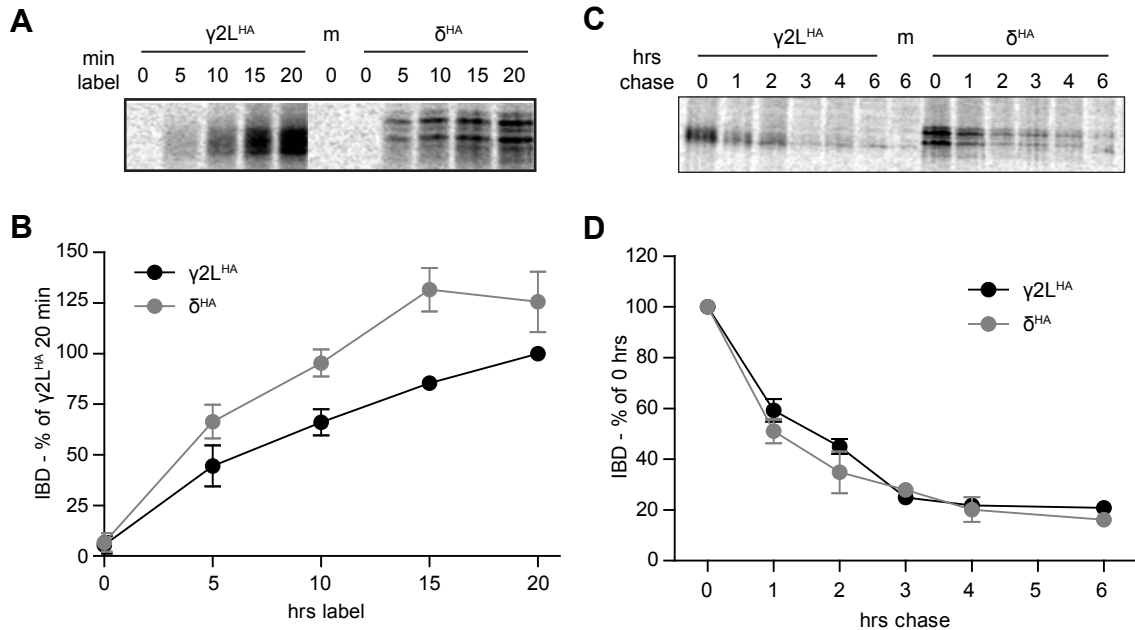 A
γ2L^HA m δ^HA
min label 0 5 10 15 20 0 5 10 15 20
B
150
125
100
75
50
25
0
IBD - % of γ2L^HA 20 min
γ2L^HA
δ^HA
0 5 10 15 20
hrs label
C
γ2L^HA m δ^HA
hrs chase 0 1 2 3 4 6 6 0 1 2 3 4 6
D
120
100
80
60
40
20
0
IBD - % of 0 hrs
γ2L^HA
δ^HA
0 1 2 3 4 5 6
hrs chase